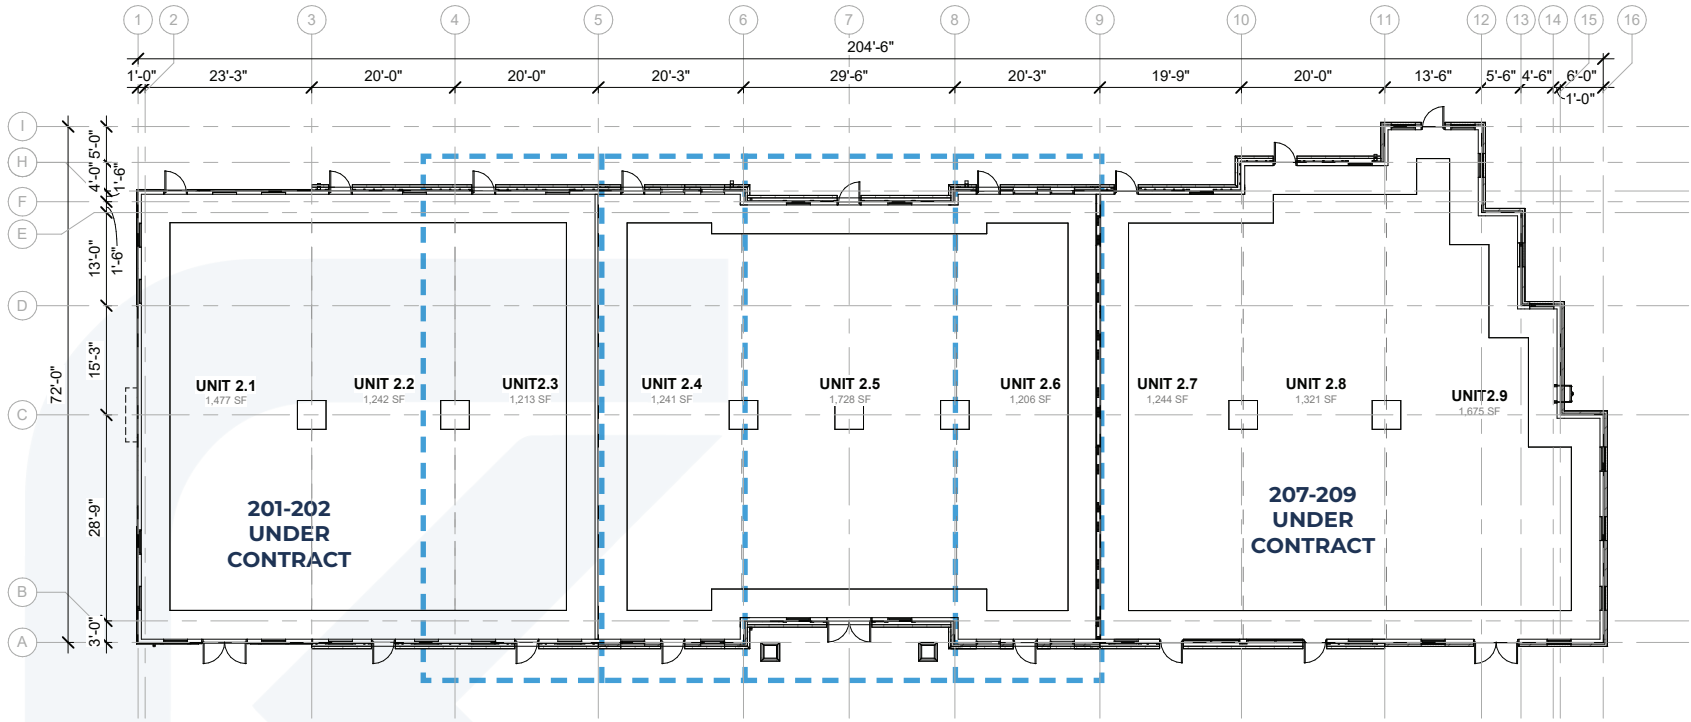 1 2 3 4 5 6 7 8 9 10 11 12 13 14 15 16
204'-6"
1'-0" 23'-3" 20'-0" 20'-0" 20'-3" 29'-6" 20'-3" 19'-9" 20'-0" 13'-6" 5'-6" 4'-6" 6'-0"
1'-0"
I
H
F
E
D
C
B
A
72'-0"
5'-0"
4'-0"
1'-6"
1'-6"
13'-0"
15'-3"
28'-9"
3'-0"
UNIT 2.1
1,477 SF
UNIT 2.2
1,242 SF
UNIT2.3
1,213 SF
UNIT 2.4
1,241 SF
UNIT 2.5
1,728 SF
UNIT 2.6
1,206 SF
UNIT 2.7
1,244 SF
UNIT 2.8
1,321 SF
UNIT2.9
1,675 SF
201-202
UNDER
CONTRACT
207-209
UNDER
CONTRACT